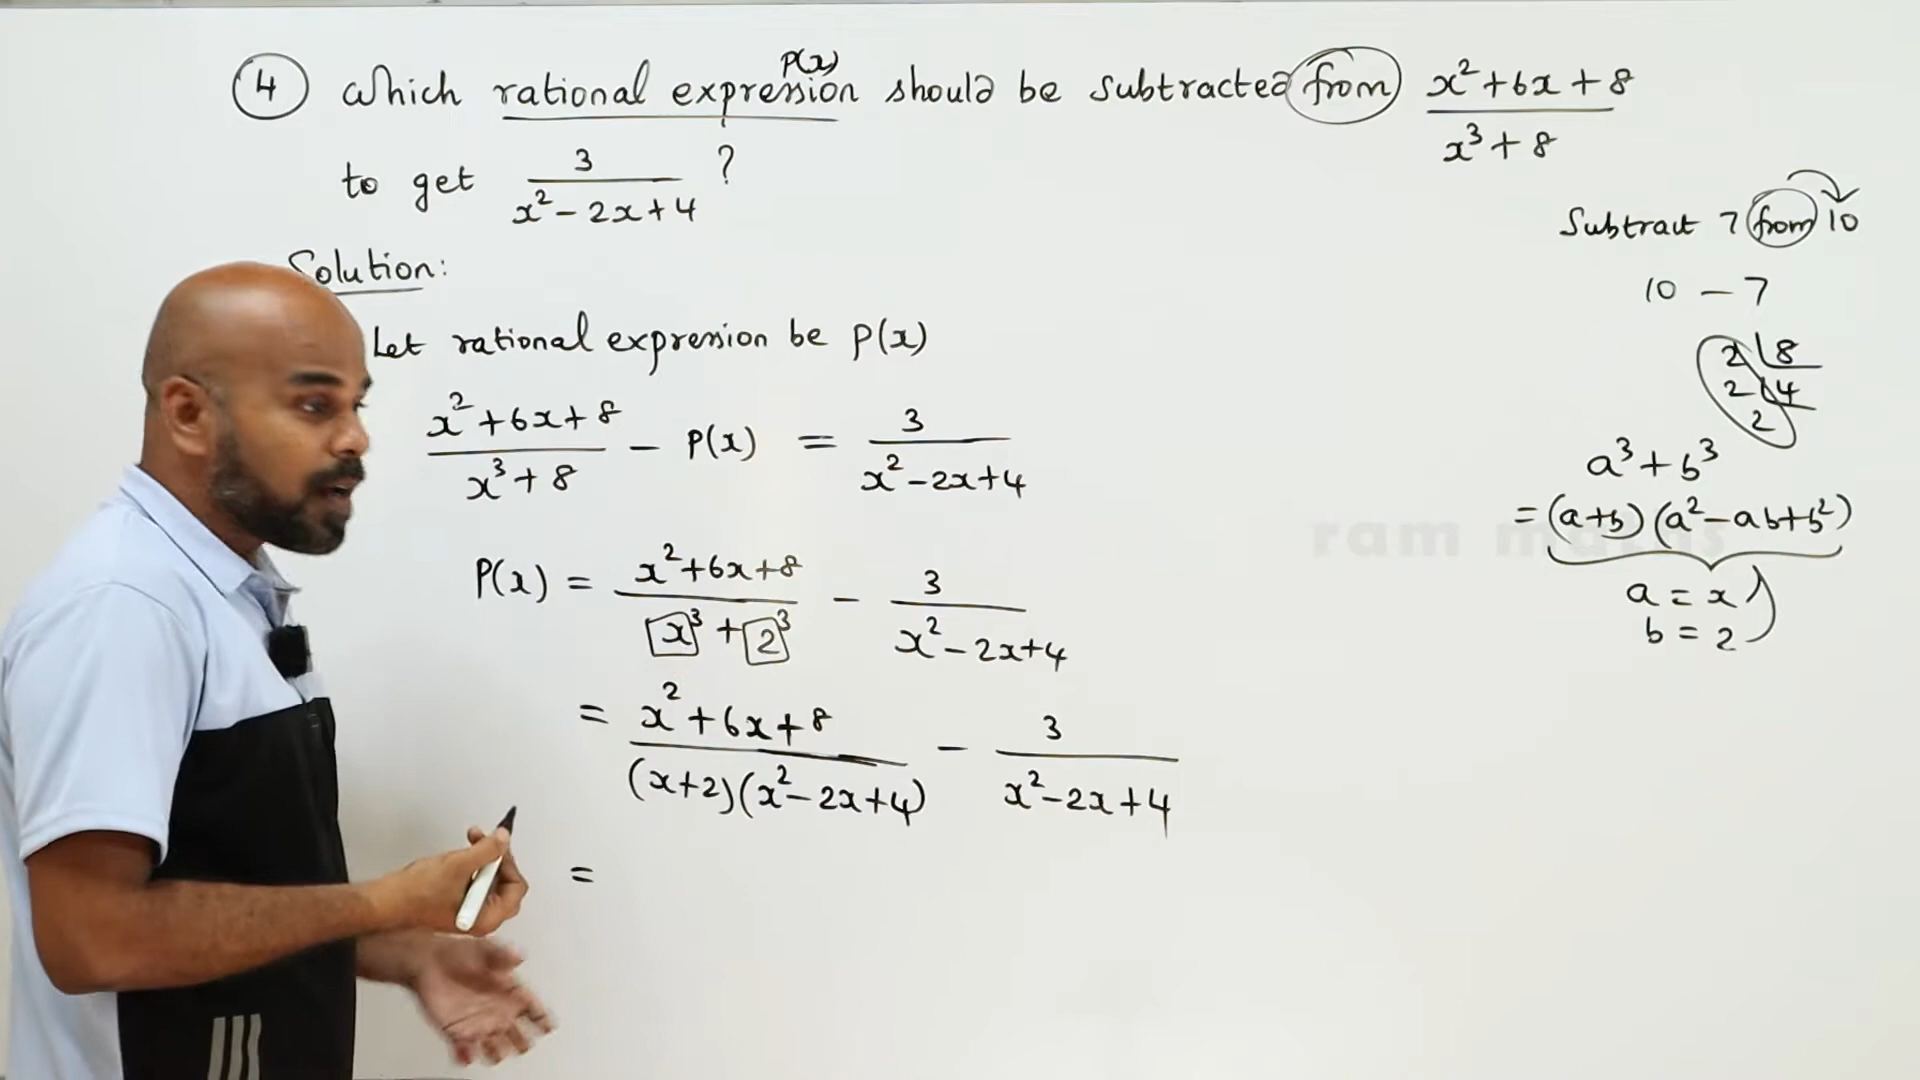 4 Which rational expression should be subtracted from x²+6x+8 / x³+8
P(x)
to get 3 / x²-2x+4 ?
Solution:
Let rational expression be P(x)
x²+6x+8 / x³+8 - P(x) = 3 / x²-2x+4
P(x) = x²+6x+8 / x³+2³ - 3 / x²-2x+4
= x²+6x+8 / (x+2)(x²-2x+4) - 3 / x²-2x+4
=
Subtract 7 from 10
10 - 7
2 8
2 4
2
a³+b³
= (a+b)(a²-ab+b²)
a = x
b = 2
ram maths